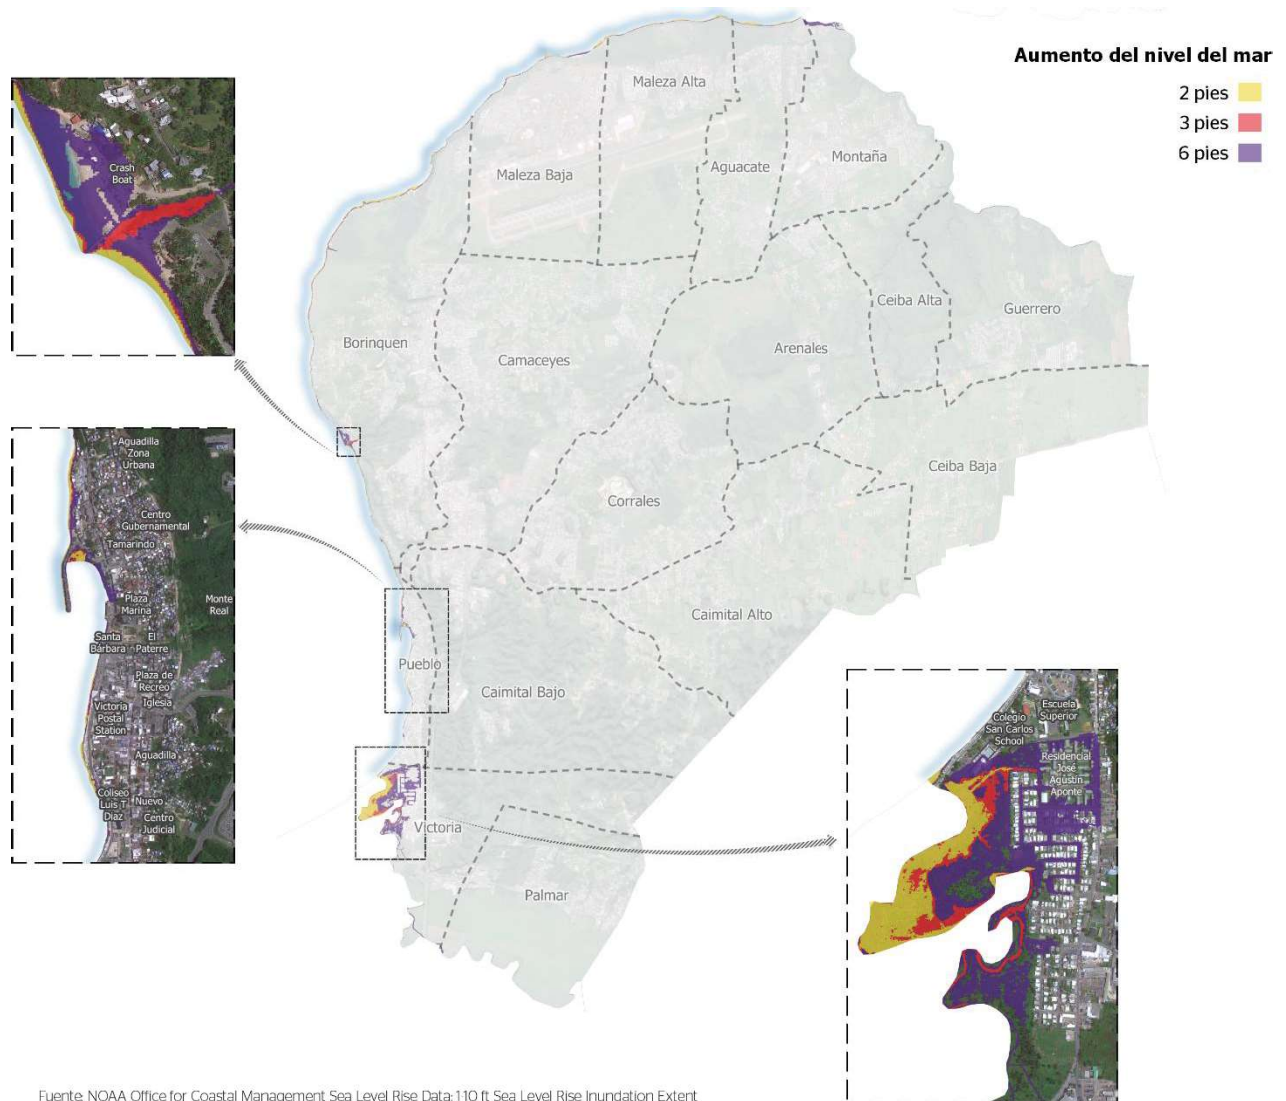 Aumento del nivel del mar
2 pies
3 pies
6 pies
Maleza Alta
Maleza Baja
Aguacate
Montaña
Ceiba Alta
Guerrero
Borinquen
Camaceyes
Arenales
Ceiba Baja
Corrales
Caimital Alto
Pueblo
Caimital Bajo
Victoria
Palmar
Crash
Boat
Aguadilla
Zona
Urbana
Centro
Gubernamental
Tamarindo
Plaza
Marina
Monte
Real
Santa
Bárbara
El
Paterre
Plaza de
Recreo
Iglesia
Victoria
Postal
Station
Aguadilla
Coliseo
Luis T
Diaz
Nuevo
Centro
Judicial
Colegio
San Carlos
School
Escuela
Superior
Residencial
José
Agustín
Aponte
Fuente: NOAA Office for Coastal Management Sea Level Rise Data: 1-10 ft Sea Level Rise Inundation Extent